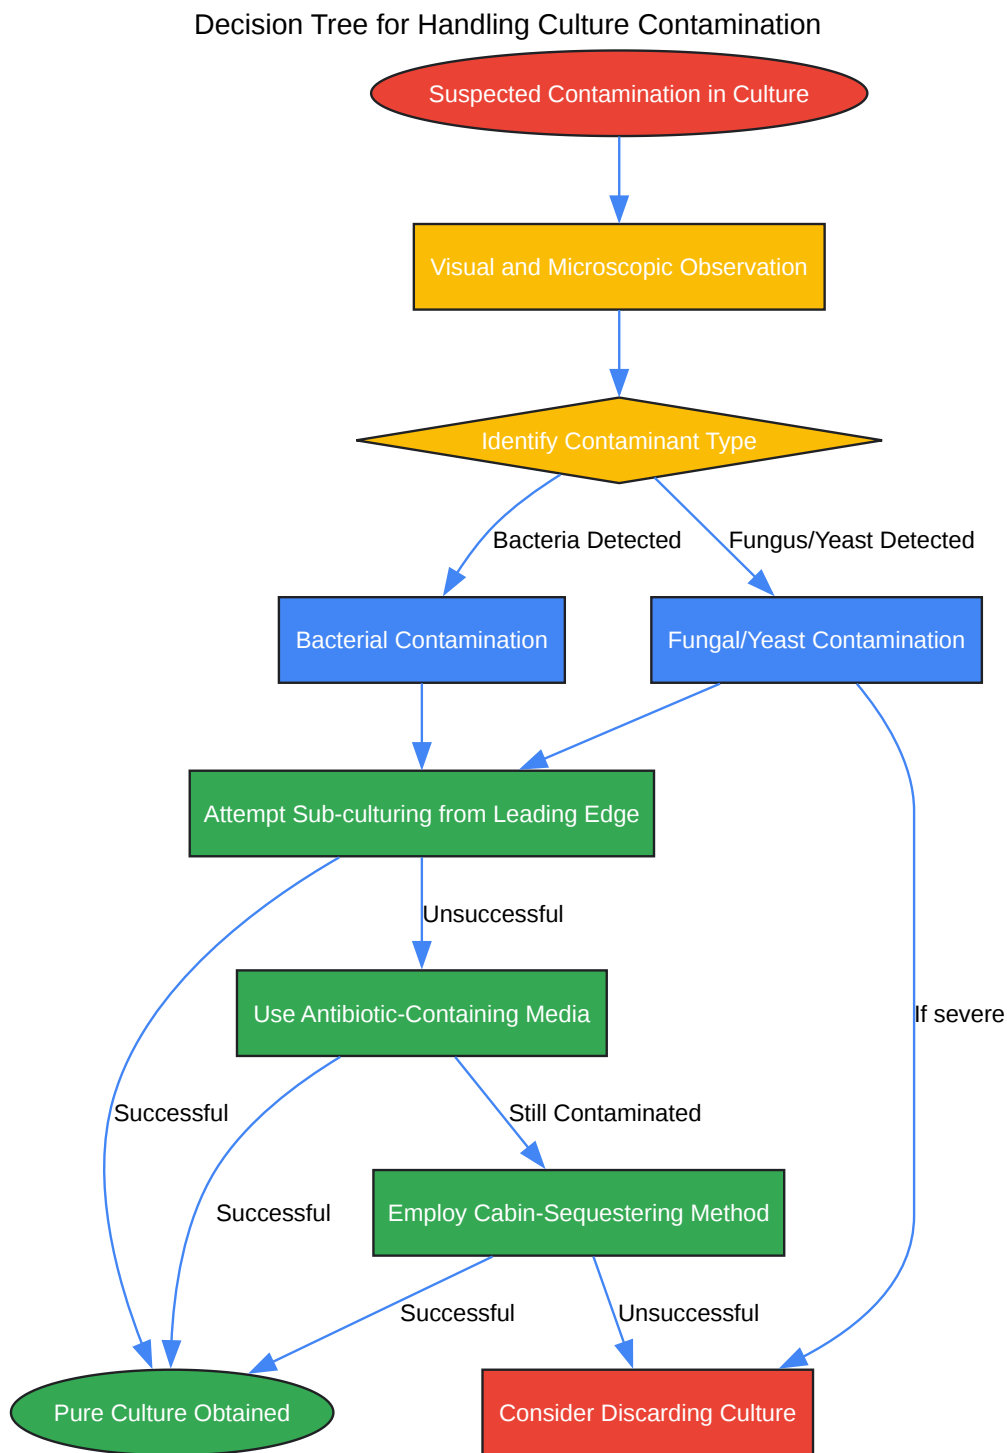 Decision Tree for Handling Culture Contamination
Suspected Contamination in Culture
Visual and Microscopic Observation
Identify Contaminant Type
Bacteria Detected
Fungus/Yeast Detected
Bacterial Contamination
Fungal/Yeast Contamination
Attempt Sub-culturing from Leading Edge
Unsuccessful
Use Antibiotic-Containing Media
If severe
Successful
Still Contaminated
Successful
Employ Cabin-Sequestering Method
Successful
Unsuccessful
Pure Culture Obtained
Consider Discarding Culture